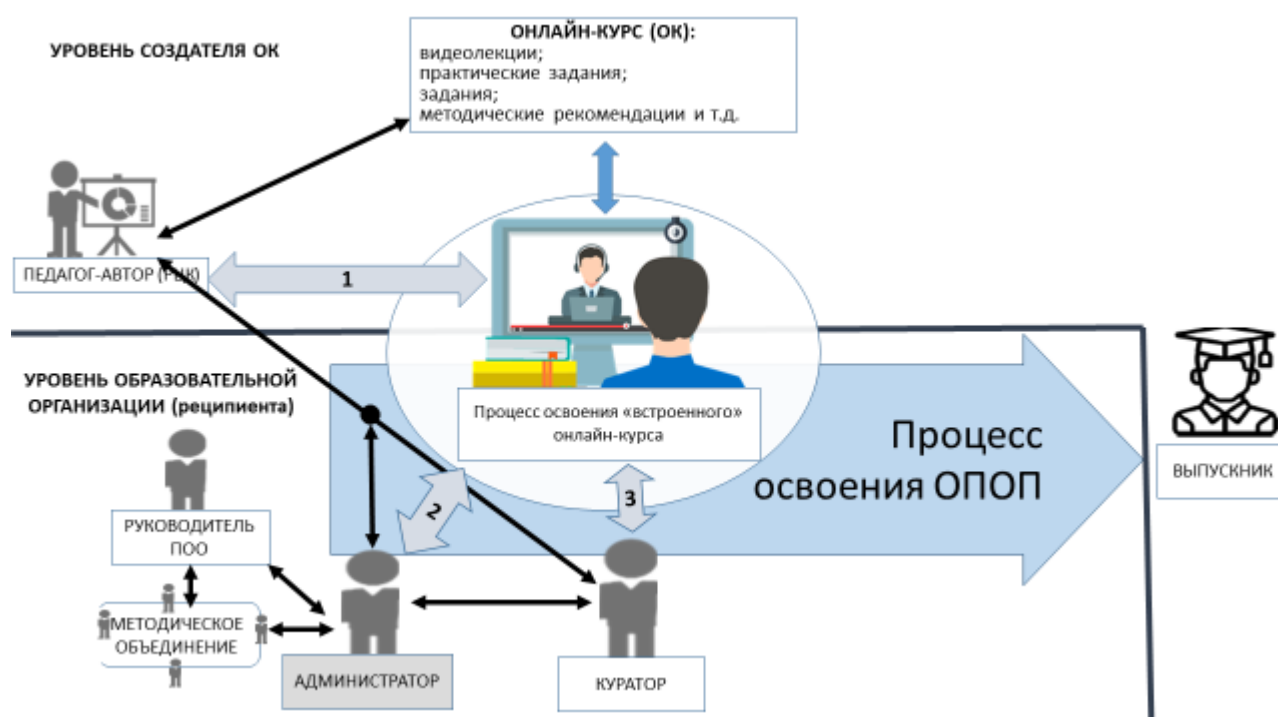 УРОВЕНЬ СОЗДАТЕЛЯ ОК
ОНЛАЙН-КУРС (ОК):
видеолекции;
практические задания;
задания;
методические рекомендации и т.д.
ПЕДАГОГ-АВТОР (РЦК)
1
УРОВЕНЬ ОБРАЗОВАТЕЛЬНОЙ
ОРГАНИЗАЦИИ (реципиента)
Процесс освоения «встроенного»
онлайн-курса
Процесс
освоения ОПОП
ВЫПУСКНИК
2
3
РУКОВОДИТЕЛЬ
ПОО
МЕТОДИЧЕСКОЕ
ОБЪЕДИНЕНИЕ
АДМИНИСТРАТОР
КУРАТОР